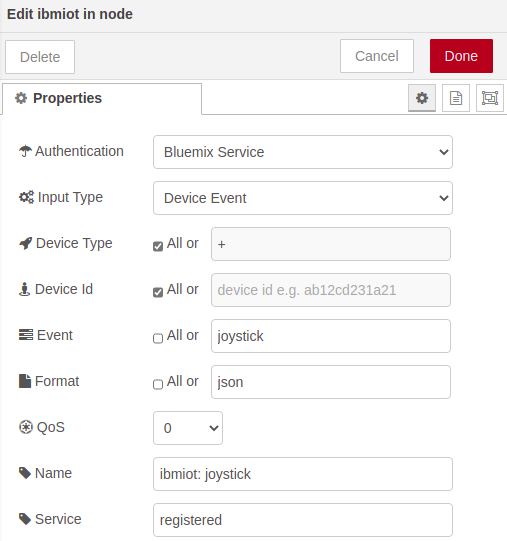 Edit ibmiot in node
Delete
Cancel
Done
Properties
Authentication
Bluemix Service
Input Type
Device Event
Device Type
All or
+
Device Id
All or
device id e.g. ab12cd231a21
Event
All or
joystick
Format
All or
json
QoS
0
Name
ibmiot: joystick
Service
registered